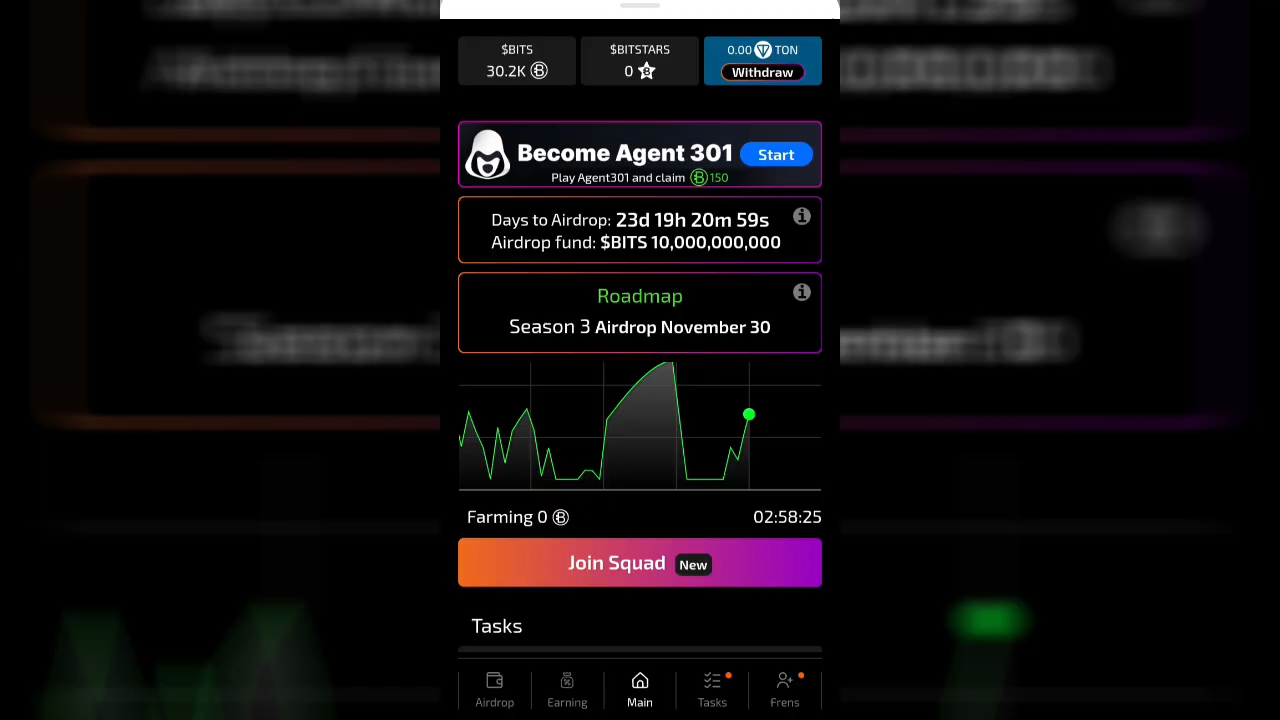 $BITS
30.2K
$BITSTARS
0
0.00 TON
Withdraw
Become Agent 301
Start
Play Agent301 and claim 150
Days to Airdrop: 23d 19h 20m 59s
Airdrop fund: $BITS 10,000,000,000
Roadmap
Season 3 Airdrop November 30
Farming 0
02:58:25
Join Squad New
Tasks
Airdrop
Earning
Main
Tasks
Frens